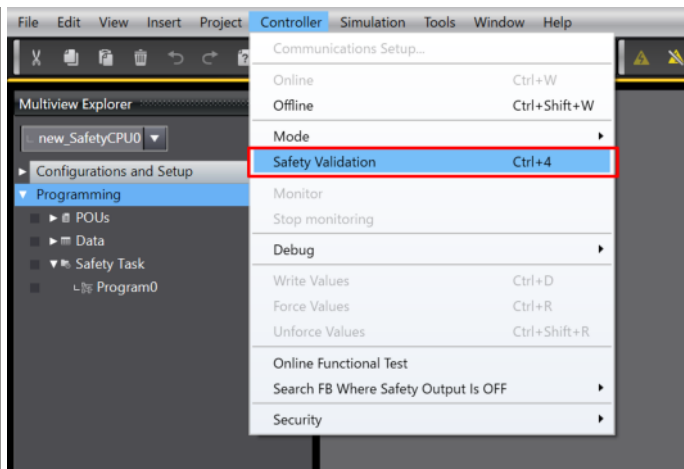 File Edit View Insert Project Controller Simulation Tools Window Help
Multiview Explorer
new_SafetyCPU0
Configurations and Setup
Programming
POUs
Data
Safety Task
Program0
Communications Setup...
Online Ctrl+W
Offline Ctrl+Shift+W
Mode
Safety Validation Ctrl+4
Monitor
Stop monitoring
Debug
Write Values Ctrl+D
Force Values Ctrl+R
Unforce Values Ctrl+Shift+R
Online Functional Test
Search FB Where Safety Output Is OFF
Security